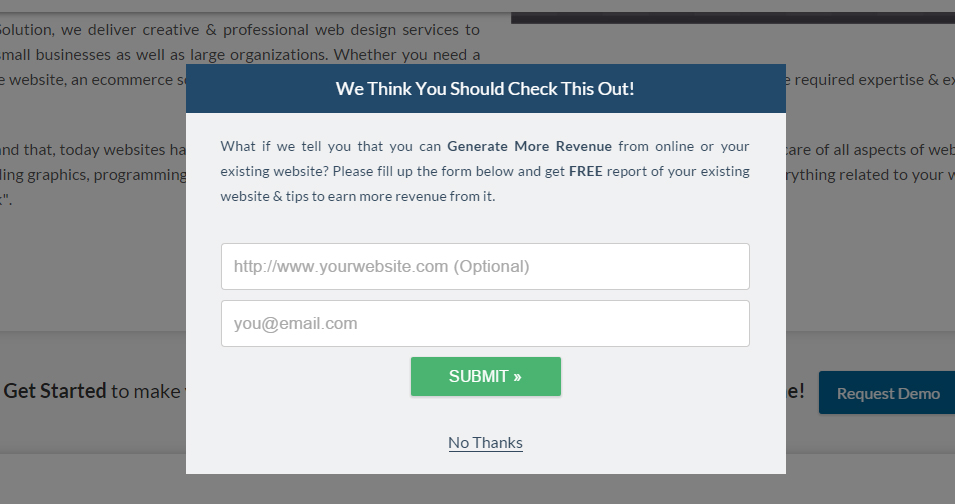 Solution, we deliver creative & professional web design services to
small businesses as well as large organizations. Whether you need a
e website, an ecommerce s
e required expertise & ex
We Think You Should Check This Out!
and that, today websites ha
care of all aspects of web
ling graphics, programming
rything related to your w
".
What if we tell you that you can Generate More Revenue from online or your
existing website? Please fill up the form below and get FREE report of your existing
website & tips to earn more revenue from it.
http://www.yourwebsite.com (Optional)
you@email.com
SUBMIT »
Get Started to make
e!
Request Demo
No Thanks